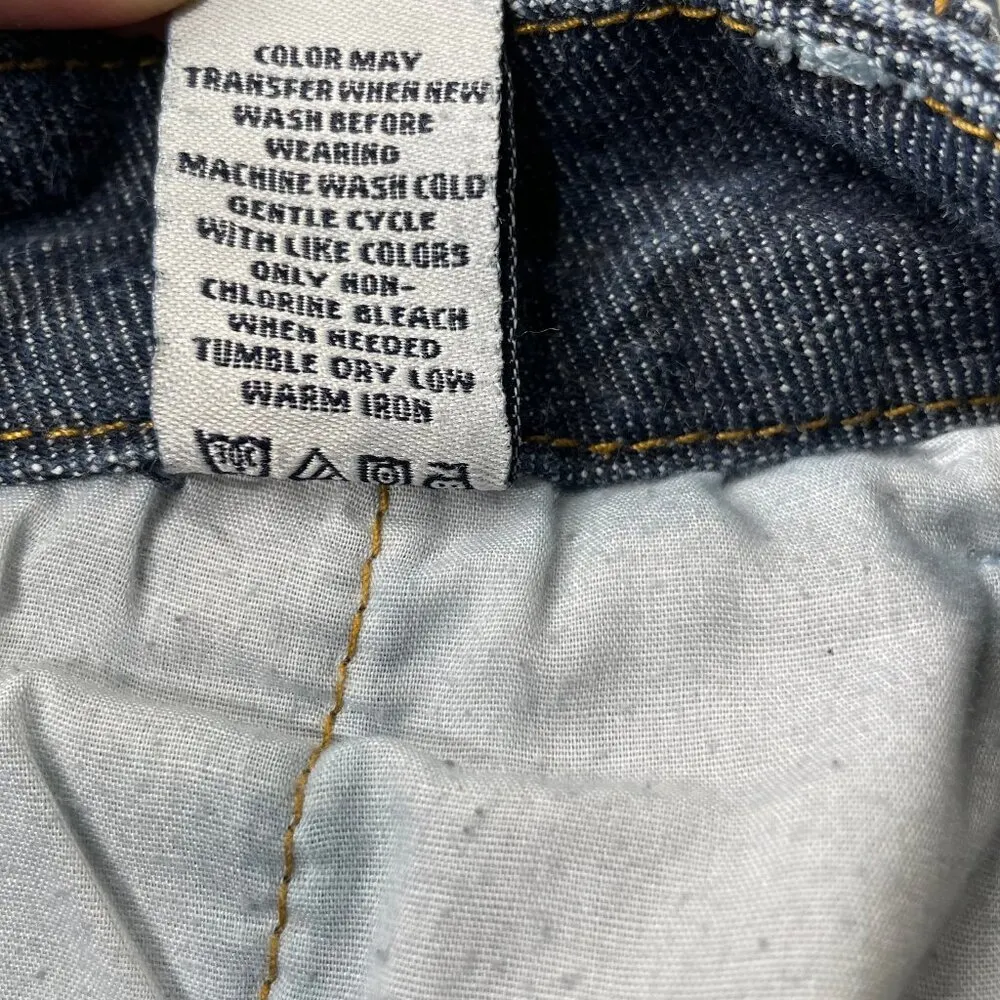 COLOR MAY
TRANSFER WHEN NEW
WASH BEFORE
WEARING
MACHINE WASH COLD
GENTLE CYCLE
WITH LIKE COLORS
ONLY NON-
CHLORINE BLEACH
WHEN NEEDED
TUMBLE DRY LOW
WARM IRON
30C